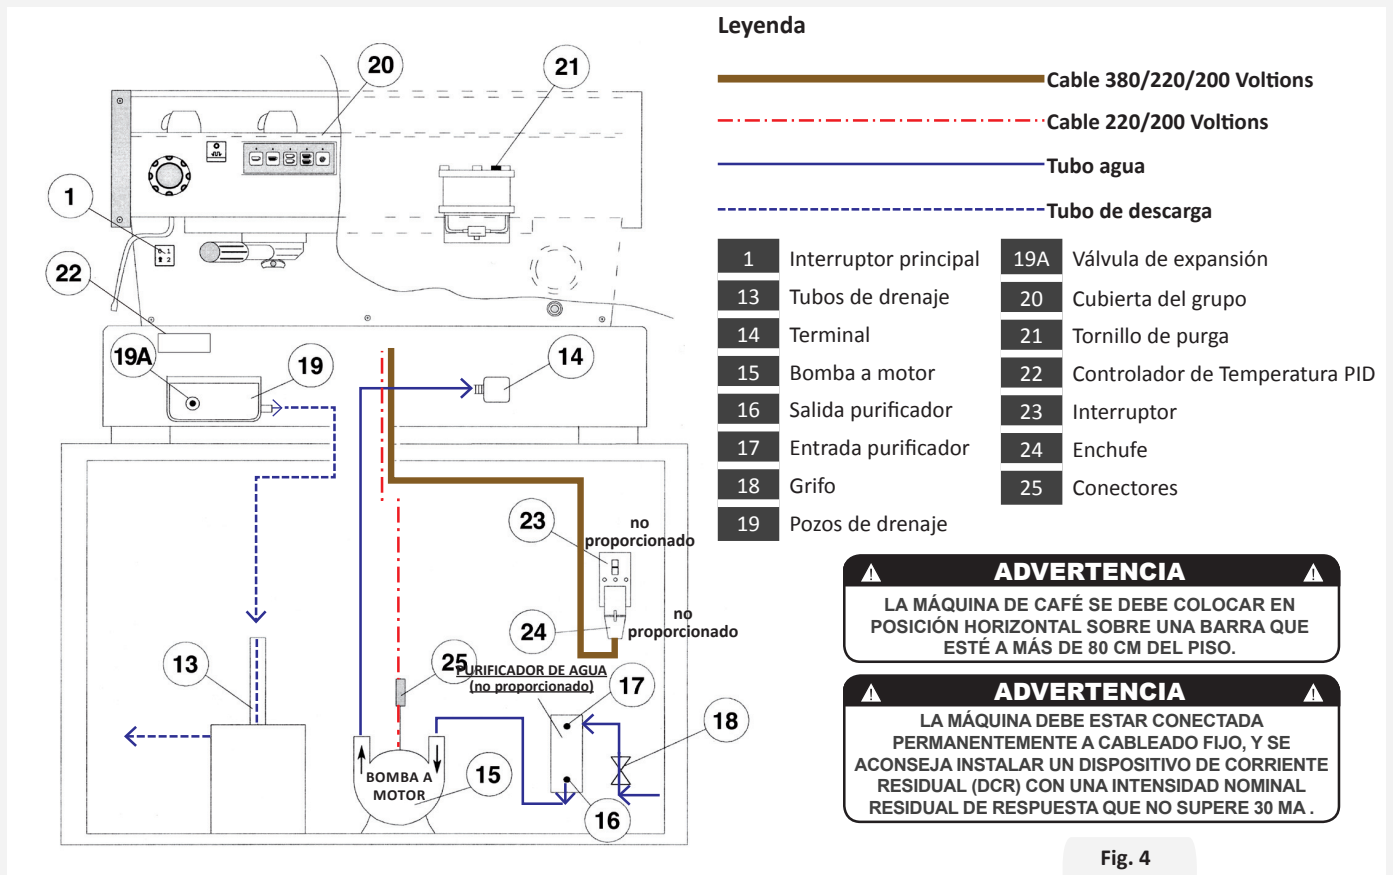 Leyenda
Cable 380/220/200 Voltions
Cable 220/200 Voltions
Tubo agua
Tubo de descarga
1 Interruptor principal
13 Tubos de drenaje
14 Terminal
15 Bomba a motor
16 Salida purificador
17 Entrada purificador
18 Grifo
19 Pozos de drenaje
19A Válvula de expansión
20 Cubierta del grupo
21 Tornillo de purga
22 Controlador de Temperatura PID
23 Interruptor
24 Enchufe
25 Conectores
20
21
1
22
19A
19
14
23
no
proporcionado
24
no
proporcionado
13
25
PURIFICADOR DE AGUA
(no proporcionado)
17
18
BOMBA A
MOTOR
15
16
ADVERTENCIA
LA MÁQUINA DE CAFÉ SE DEBE COLOCAR EN
POSICIÓN HORIZONTAL SOBRE UNA BARRA QUE
ESTÉ A MÁS DE 80 CM DEL PISO.
ADVERTENCIA
LA MÁQUINA DEBE ESTAR CONECTADA
PERMANENTEMENTE A CABLEADO FIJO, Y SE
ACONSEJA INSTALAR UN DISPOSITIVO DE CORRIENTE
RESIDUAL (DCR) CON UNA INTENSIDAD NOMINAL
RESIDUAL DE RESPUESTA QUE NO SUPERE 30 MA .
Fig. 4